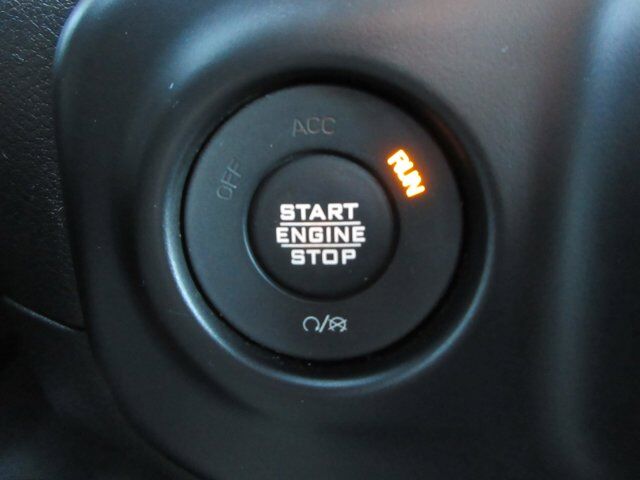 ACC
OFF
RUN
START
ENGINE
STOP